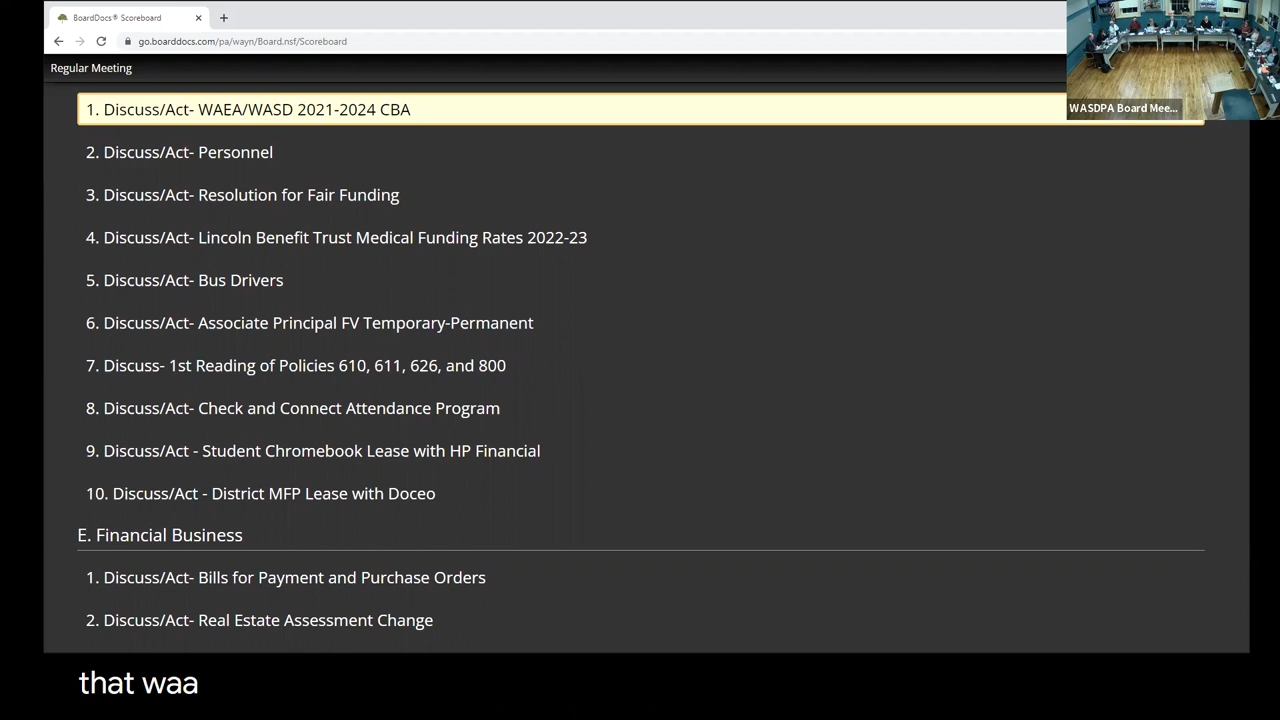 BoardDocs® Scoreboard
go.boarddocs.com/pa/wayn/Board.nsf/Scoreboard
Regular Meeting
WASDPA Board Mee...
1. Discuss/Act- WAEA/WASD 2021-2024 CBA
2. Discuss/Act- Personnel
3. Discuss/Act- Resolution for Fair Funding
4. Discuss/Act- Lincoln Benefit Trust Medical Funding Rates 2022-23
5. Discuss/Act- Bus Drivers
6. Discuss/Act- Associate Principal FV Temporary-Permanent
7. Discuss- 1st Reading of Policies 610, 611, 626, and 800
8. Discuss/Act- Check and Connect Attendance Program
9. Discuss/Act - Student Chromebook Lease with HP Financial
10. Discuss/Act - District MFP Lease with Doceo
E. Financial Business
1. Discuss/Act- Bills for Payment and Purchase Orders
2. Discuss/Act- Real Estate Assessment Change
that waa